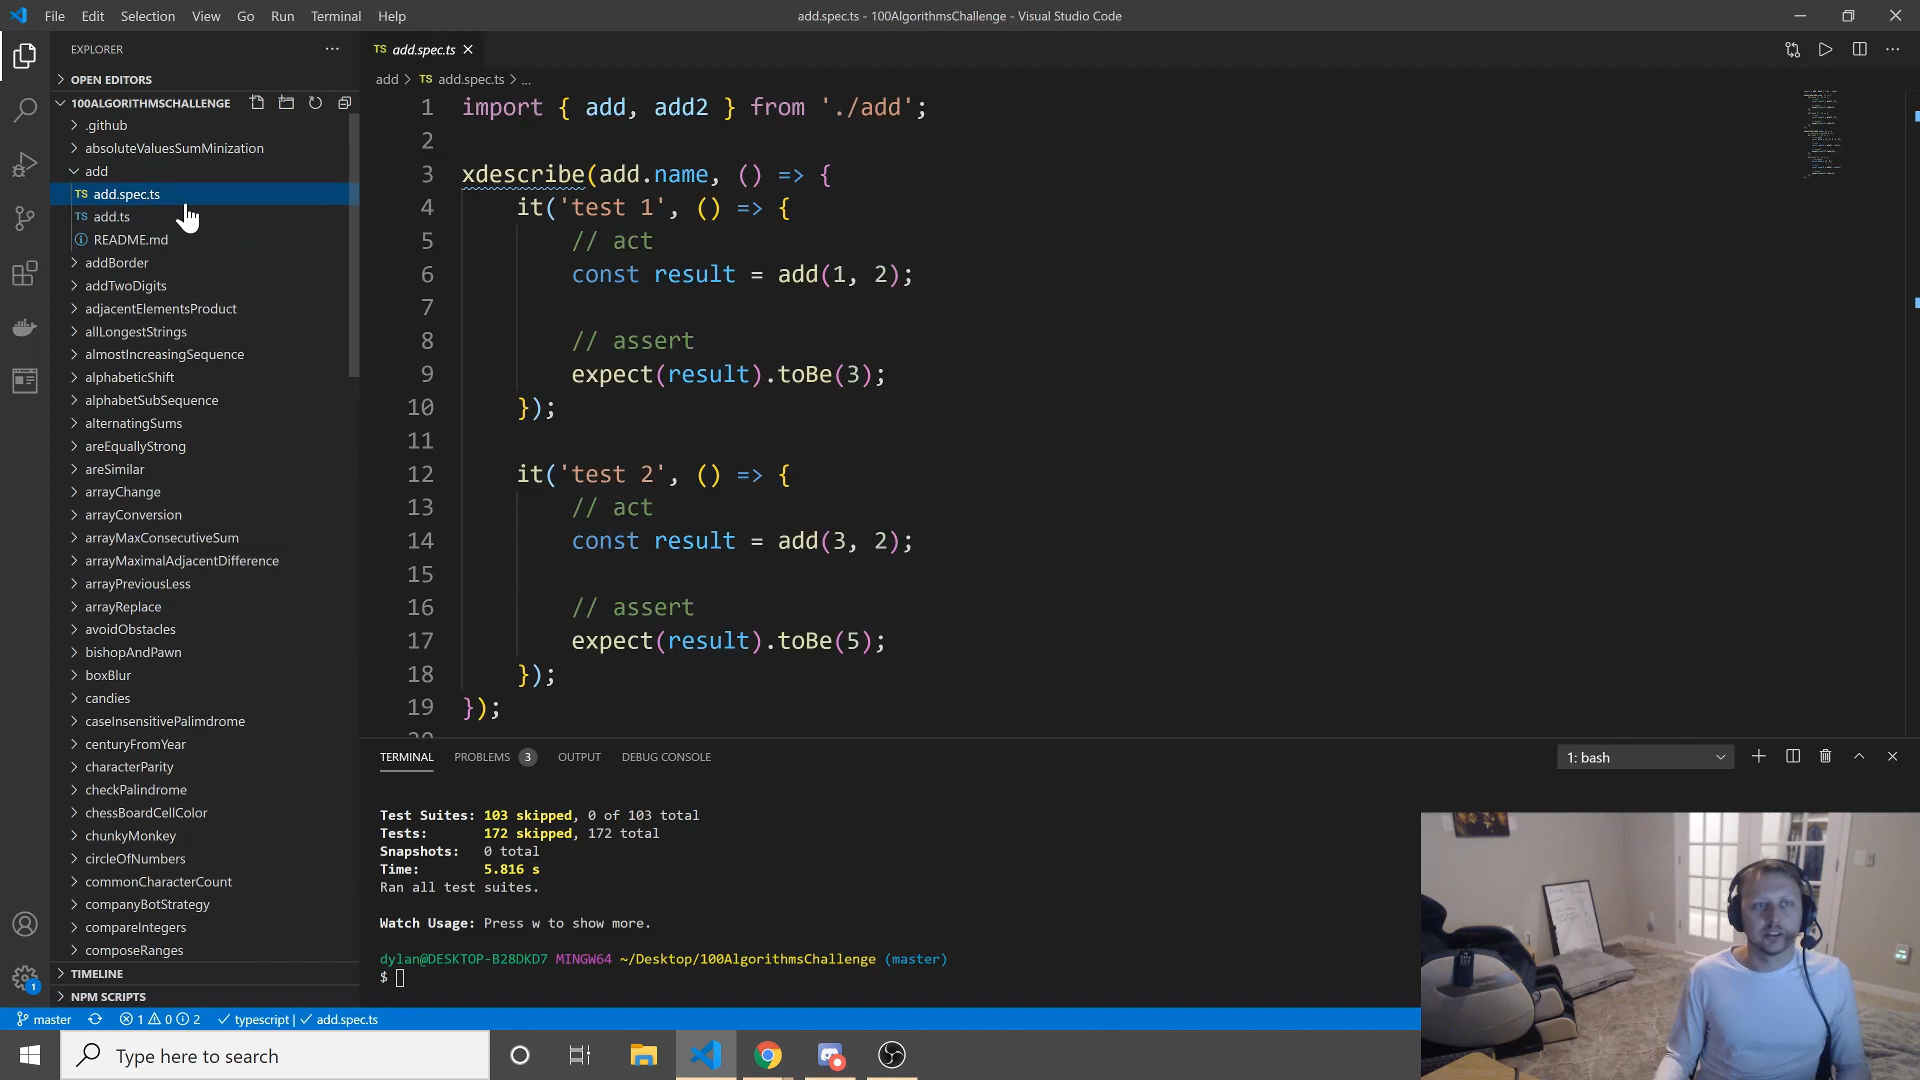 File Edit Selection View Go Run Terminal Help
add.spec.ts - 100AlgorithmsChallenge - Visual Studio Code
EXPLORER
OPEN EDITORS
100ALGORITHMSCHALLENGE
.github
absoluteValuesSumMinization
add
TS add.spec.ts
TS add.ts
README.md
addBorder
addTwoDigits
adjacentElementsProduct
allLongestStrings
almostIncreasingSequence
alphabeticShift
alphabetSubSequence
alternatingSums
areEquallyStrong
areSimilar
arrayChange
arrayConversion
arrayMaxConsecutiveSum
arrayMaximalAdjacentDifference
arrayPreviousLess
arrayReplace
avoidObstacles
bishopAndPawn
boxBlur
candies
caseInsensitivePalimdrome
centuryFromYear
characterParity
checkPalindrome
chessBoardCellColor
chunkyMonkey
circleOfNumbers
commonCharacterCount
companyBotStrategy
compareIntegers
composeRanges
TIMELINE
NPM SCRIPTS
TS add.spec.ts
add > TS add.spec.ts > ...
1 import { add, add2 } from './add';
2
3 xdescribe(add.name, () => {
4 it('test 1', () => {
5 // act
6 const result = add(1, 2);
7
8 // assert
9 expect(result).toBe(3);
10 });
11
12 it('test 2', () => {
13 // act
14 const result = add(3, 2);
15
16 // assert
17 expect(result).toBe(5);
18 });
19 });
TERMINAL PROBLEMS 3 OUTPUT DEBUG CONSOLE
1: bash
Test Suites: 103 skipped, 0 of 103 total
Tests: 172 skipped, 172 total
Snapshots: 0 total
Time: 5.816 s
Ran all test suites.
Watch Usage: Press w to show more.
dylan@DESKTOP-B28DKD7 MINGW64 ~/Desktop/100AlgorithmsChallenge (master)
$
1
master 1 0 2 typescript | add.spec.ts
Type here to search